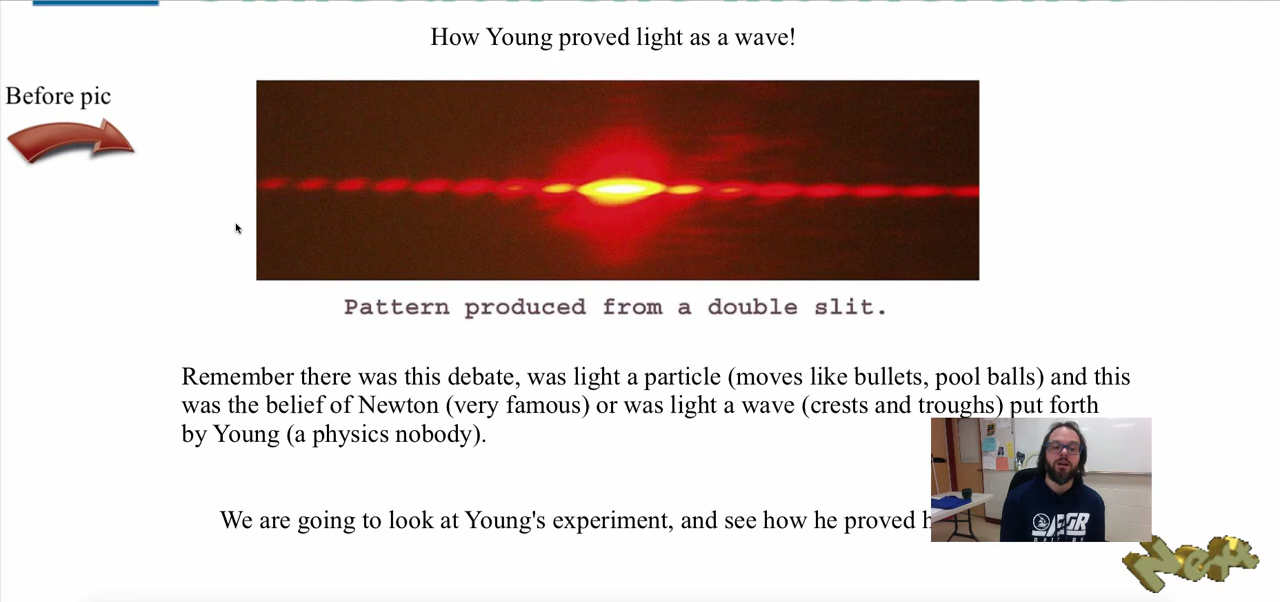 How Young proved light as a wave!
Before pic
Pattern produced from a double slit.
Remember there was this debate, was light a particle (moves like bullets, pool balls) and this
was the belief of Newton (very famous) or was light a wave (crests and troughs) put forth
by Young (a physics nobody).
We are going to look at Young's experiment, and see how he proved
Next